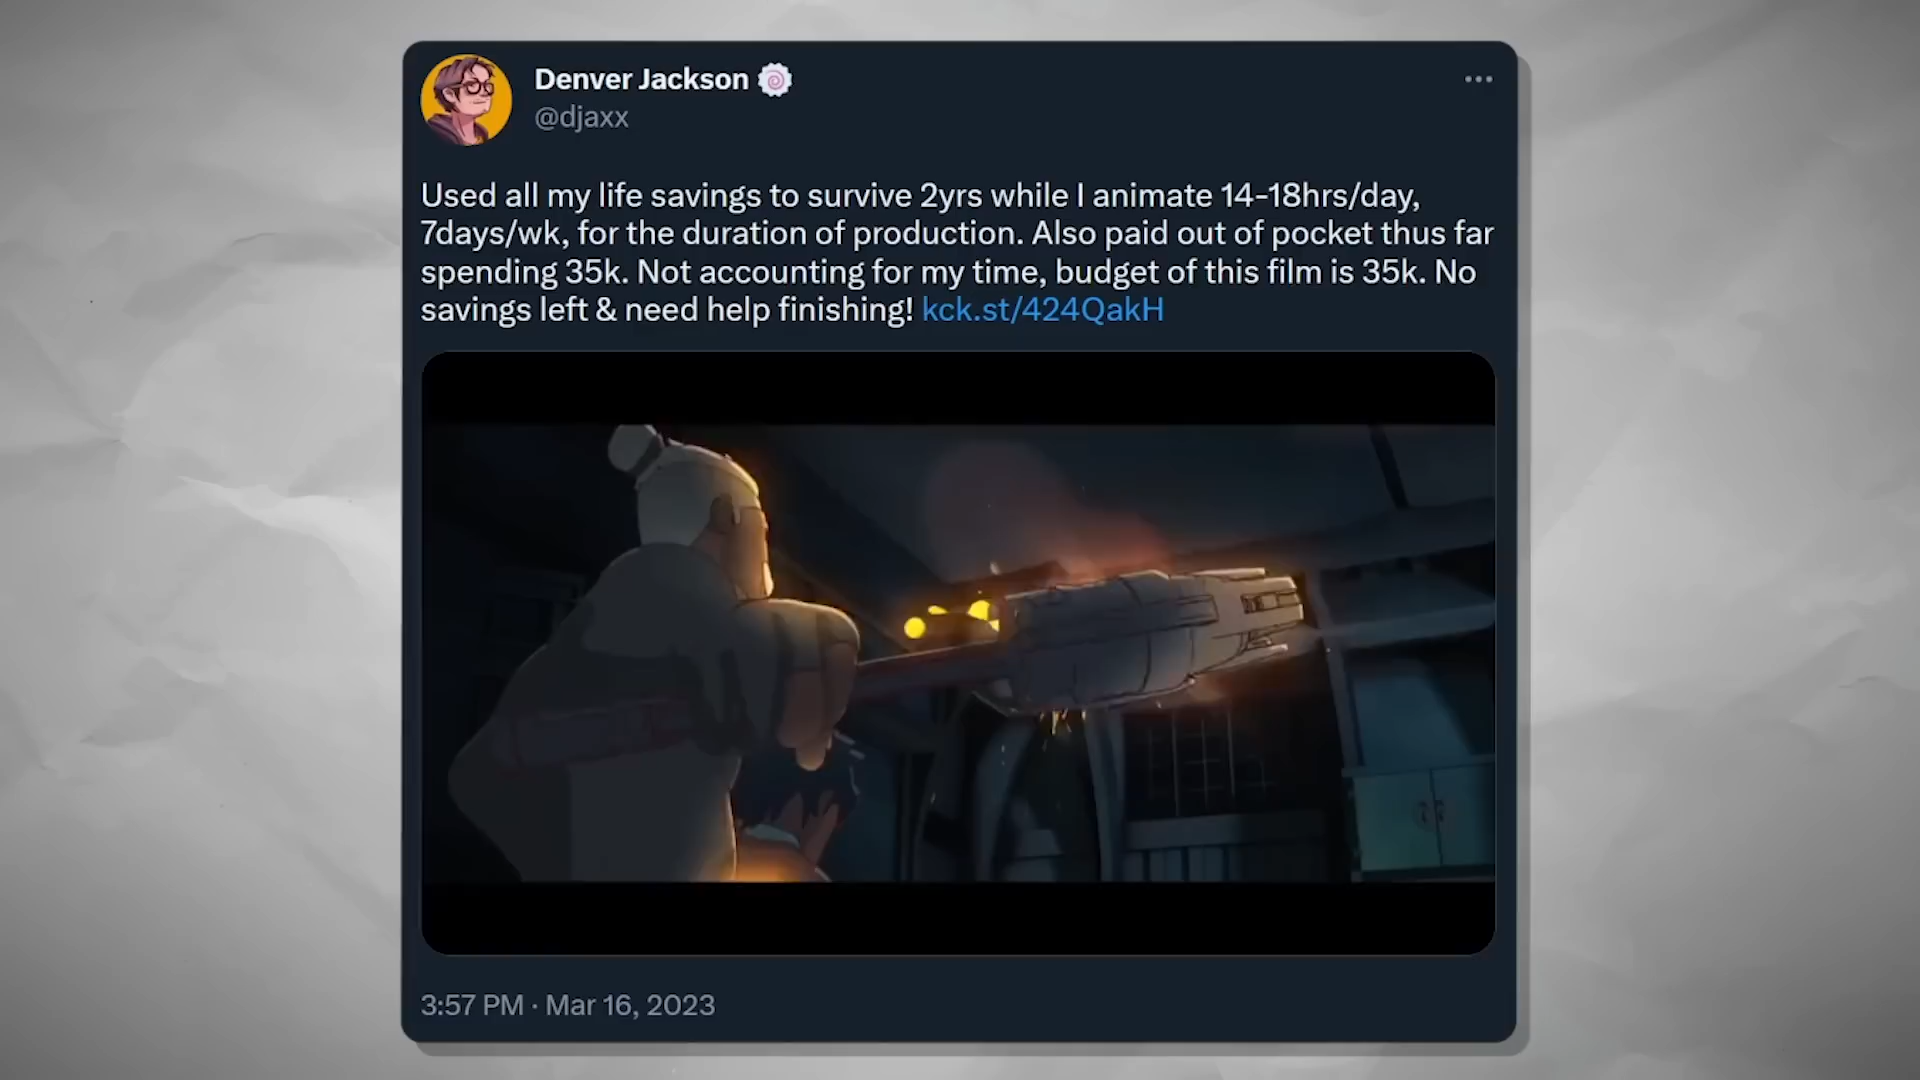 Denver Jackson 🍥
@djaxx
Used all my life savings to survive 2yrs while I animate 14-18hrs/day,
7days/wk, for the duration of production. Also paid out of pocket thus far
spending 35k. Not accounting for my time, budget of this film is 35k. No
savings left & need help finishing! kck.st/424QakH
3:57 PM · Mar 16, 2023